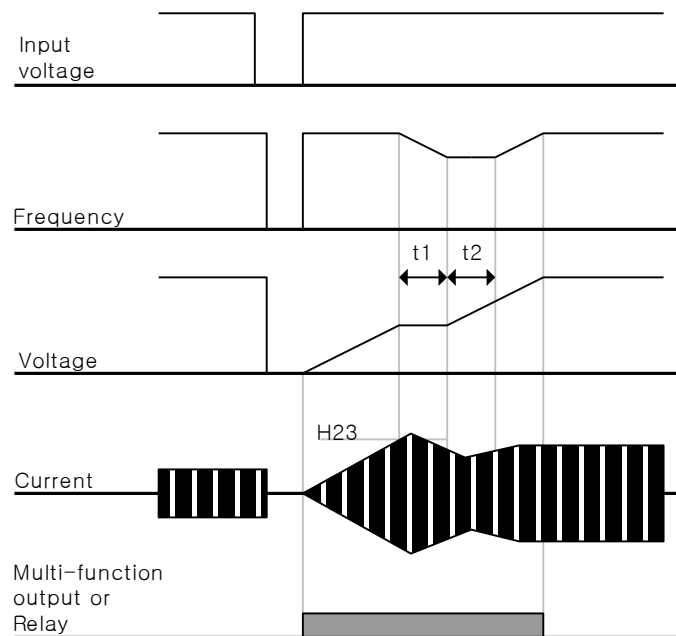 Input
voltage
Frequency
t1 t2
Voltage
H23
Current
Multi-function
output or
Relay